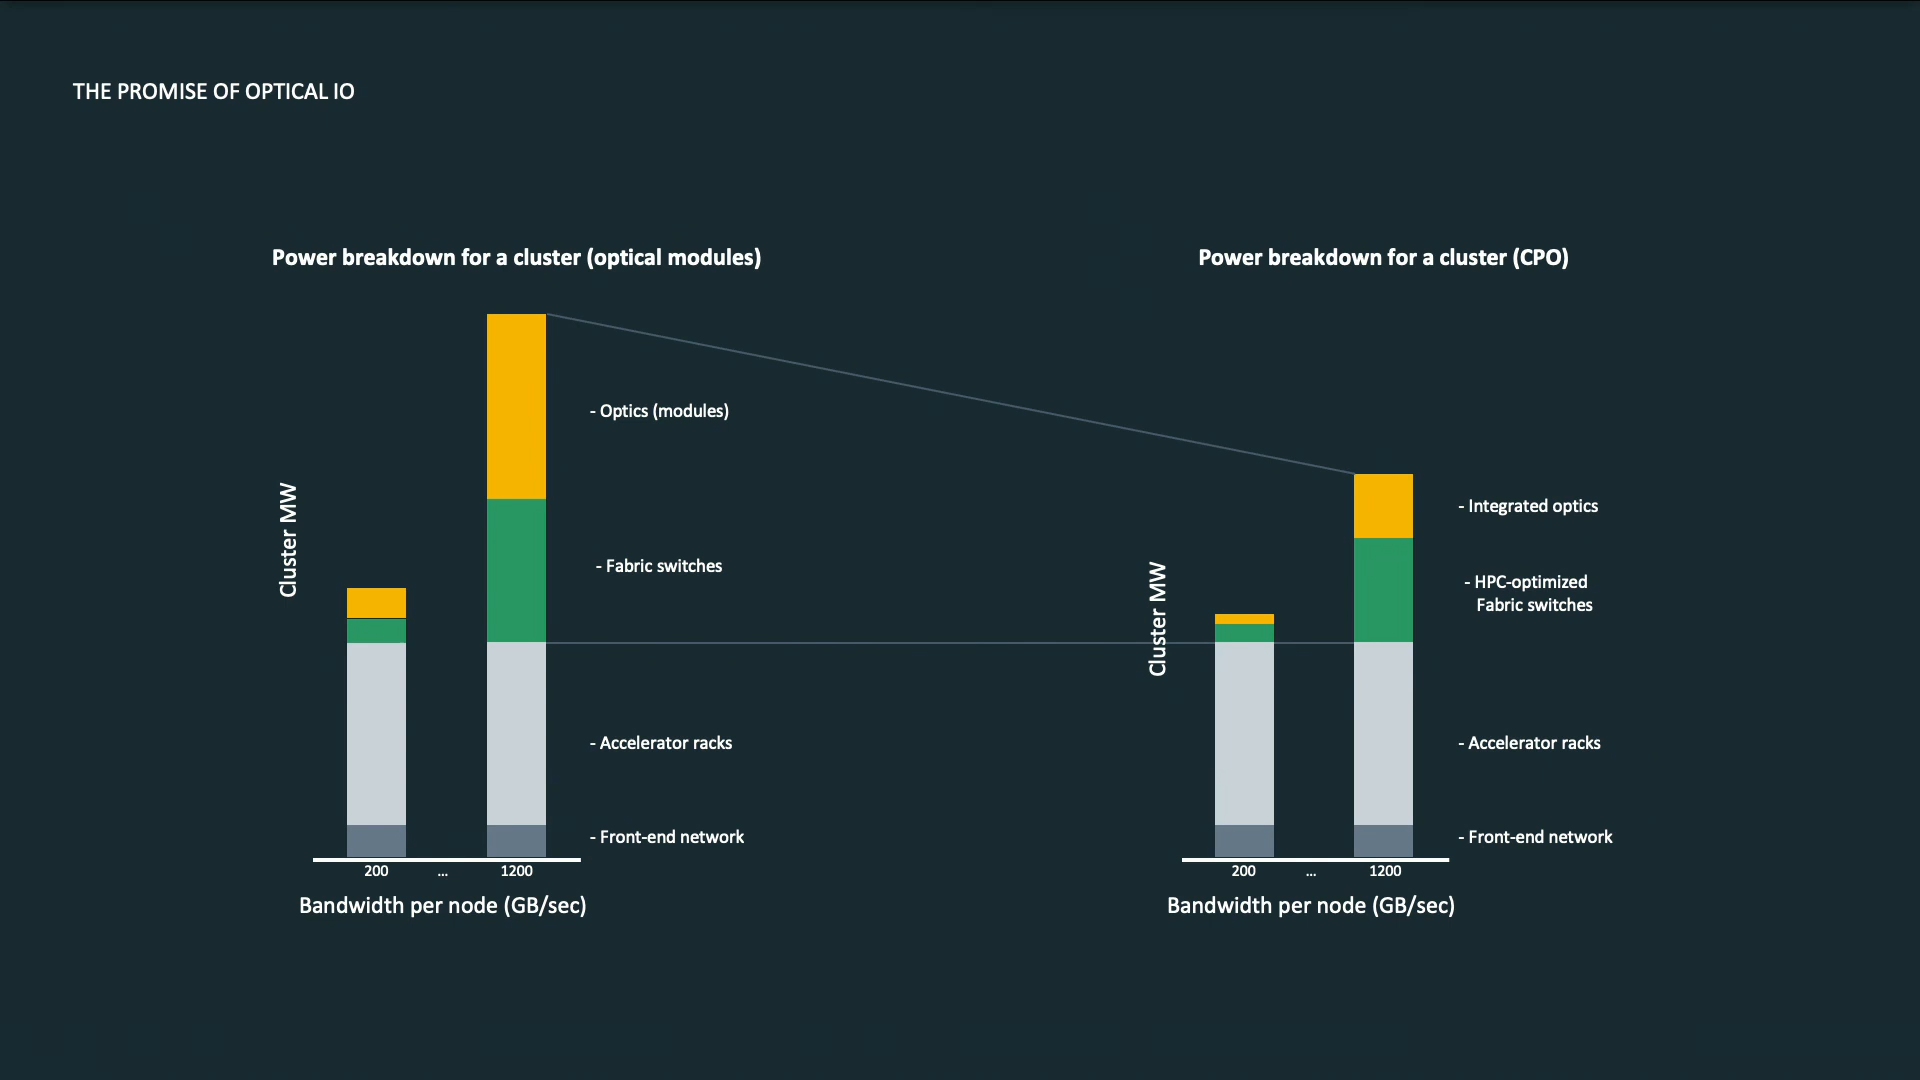 THE PROMISE OF OPTICAL IO
Power breakdown for a cluster (optical modules)
Cluster MW
- Optics (modules)
- Fabric switches
- Accelerator racks
- Front-end network
200 ... 1200
Bandwidth per node (GB/sec)
Power breakdown for a cluster (CPO)
Cluster MW
- Integrated optics
- HPC-optimized
Fabric switches
- Accelerator racks
- Front-end network
200 ... 1200
Bandwidth per node (GB/sec)